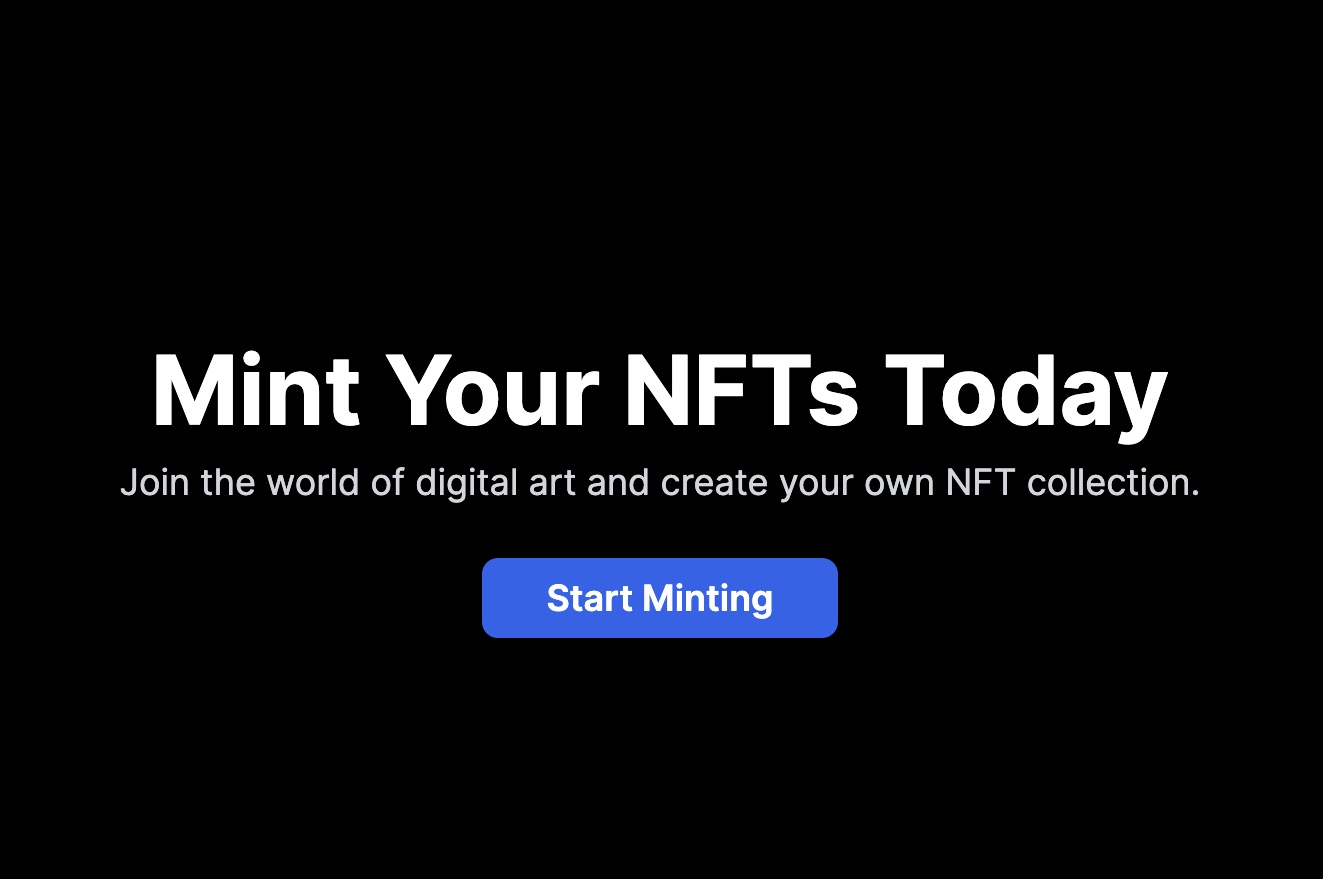 Mint Your NFTs Today
Join the world of digital art and create your own NFT collection.
Start Minting